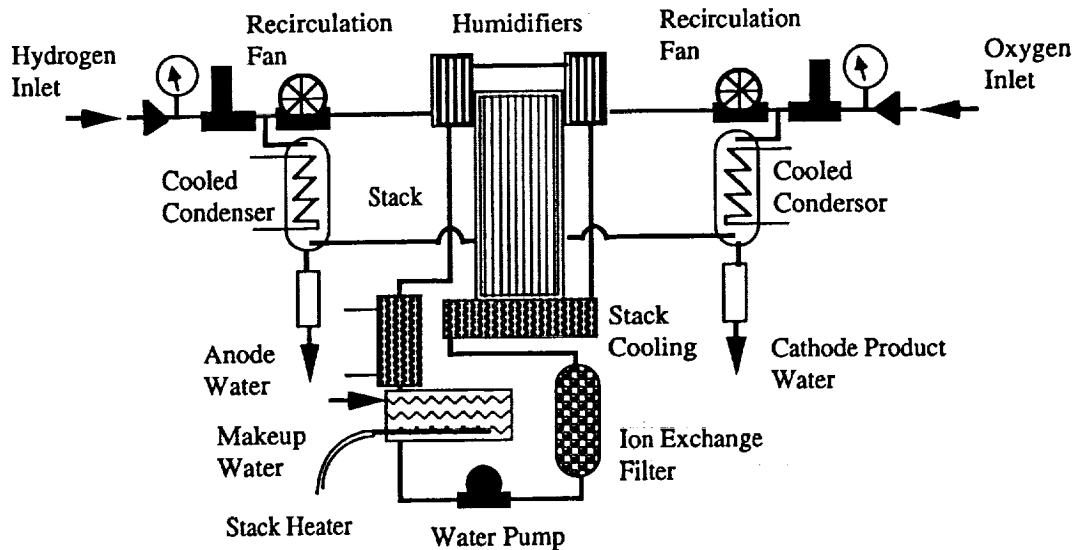 Recirculation
Fan
Humidifiers
Recirculation
Fan
Hydrogen
Inlet
Oxygen
Inlet
Cooled
Condenser
Stack
Cooled
Condersor
Stack
Cooling
Anode
Water
Cathode Product
Water
Makeup
Water
Ion Exchange
Filter
Stack Heater
Water Pump